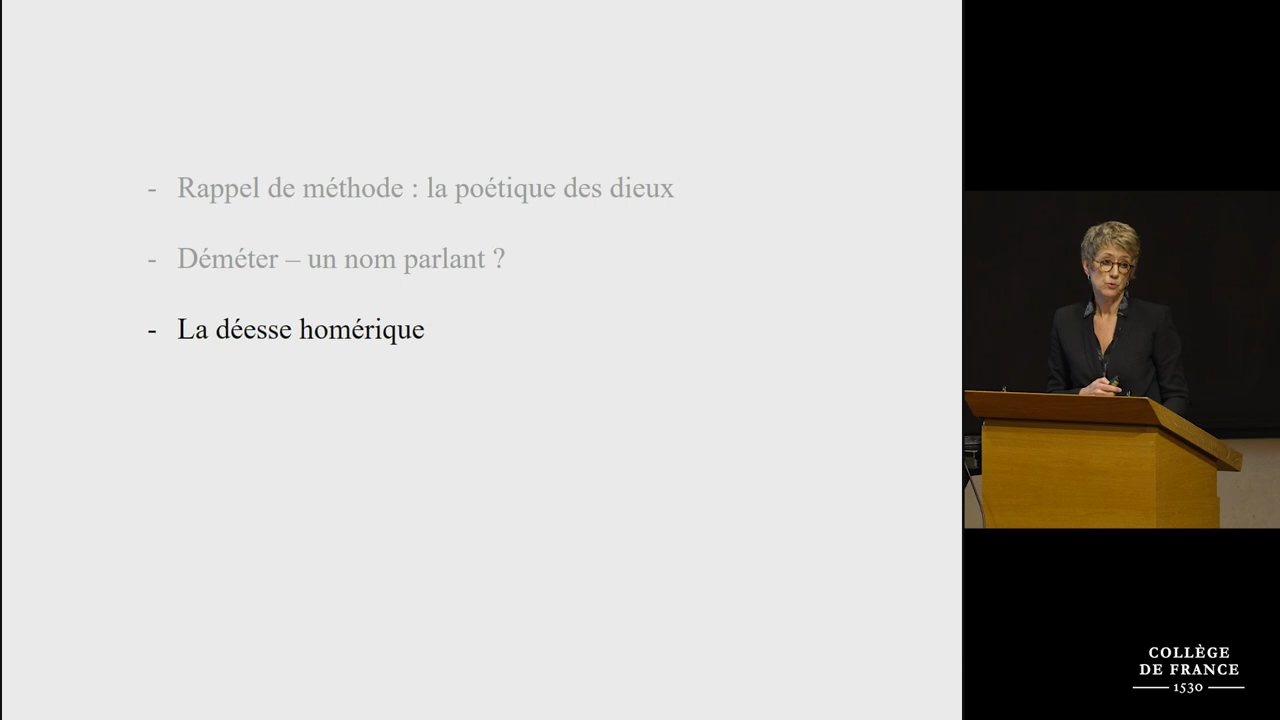 - Rappel de méthode : la poétique des dieux
- Déméter – un nom parlant ?
- La déesse homérique
COLLÈGE
DE FRANCE
1530